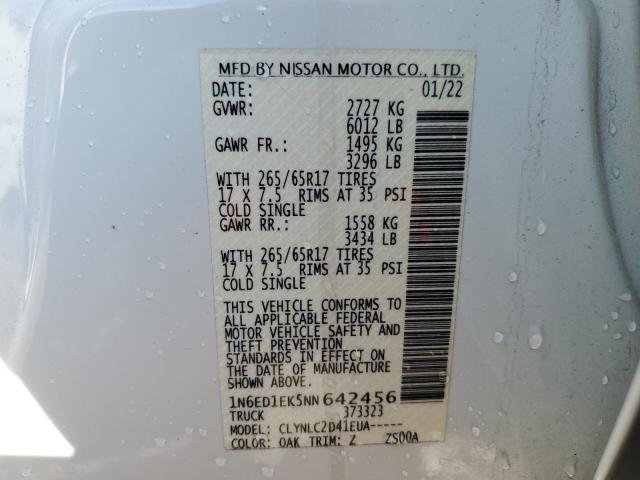 MFD BY NISSAN MOTOR CO., LTD.
DATE: 01/22
GVWR: 2727 KG
6012 LB
GAWR FR.: 1495 KG
3296 LB
WITH 265/65R17 TIRES
17 X 7.5 RIMS AT 35 PSI
COLD SINGLE
GAWR RR.: 1558 KG
3434 LB
WITH 265/65R17 TIRES
17 X 7.5 RIMS AT 35 PSI
COLD SINGLE
THIS VEHICLE CONFORMS TO
ALL APPLICABLE FEDERAL
MOTOR VEHICLE SAFETY AND
THEFT PREVENTION
STANDARDS IN EFFECT ON
THE DATE OF MANUFACTURE
SHOWN ABOVE.
1N6ED1EK5NN642456
TRUCK 373323
MODEL: CLYNLC2D41EUA-----
COLOR: QAK TRIM: Z ZS00A